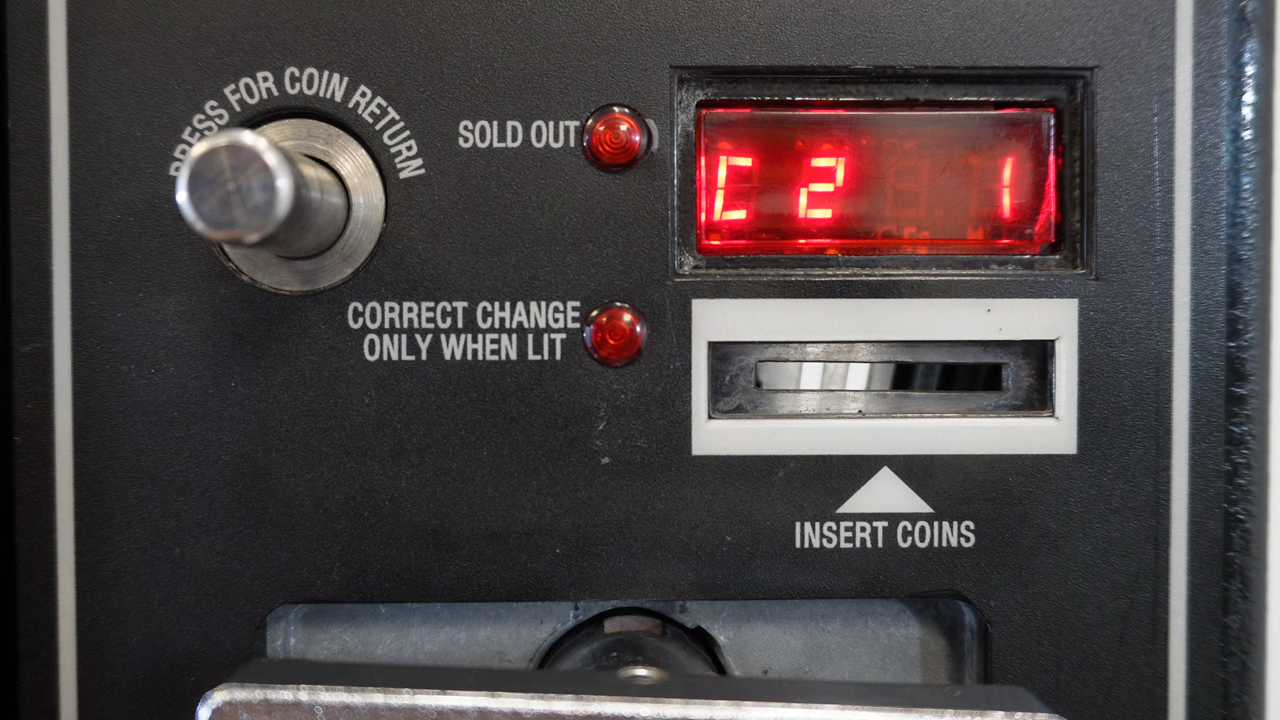 PRESS FOR COIN RETURN
SOLD OUT
C2 1
CORRECT CHANGE
ONLY WHEN LIT
INSERT COINS